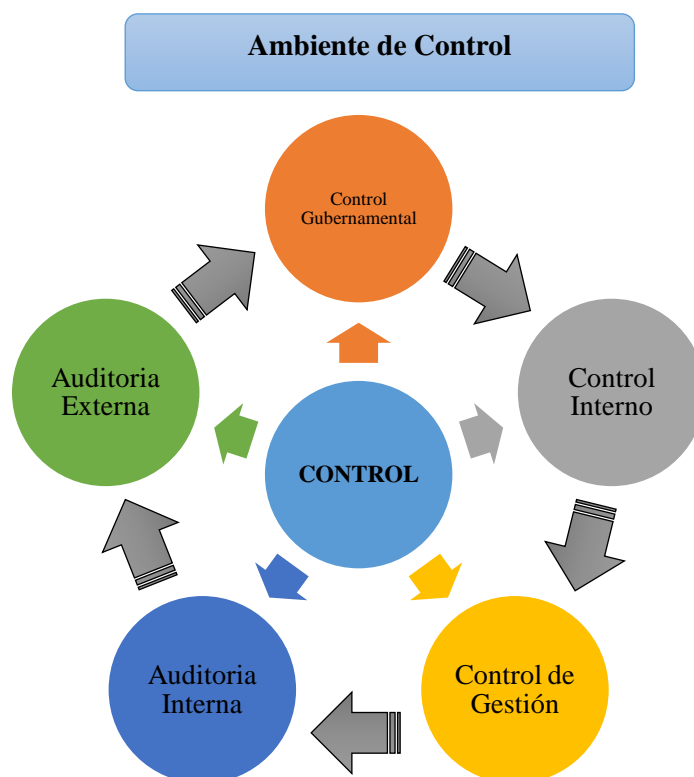 Ambiente de Control
Control
Gubernamental
Auditoria
Externa
Control
Interno
CONTROL
Auditoria
Interna
Control de
Gestión